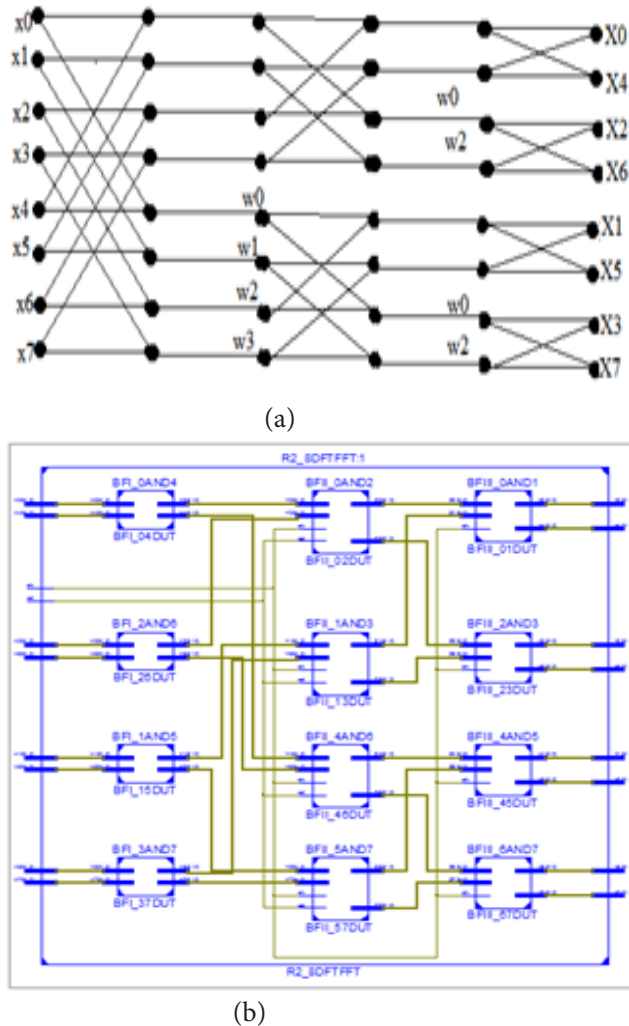 x0
x1
x2
x3
x4
x5
x6
x7
w0
w1
w2
w3
w0
w2
w0
w2
X0
X4
X2
X6
X1
X5
X3
X7
(a)
R2_8DFTFFT:1
BFI_0AND4
BFII_0AND2
BFIII_0AND1
BFI_04DUT
BFII_02DUT
BFIII_01DUT
BFI_2AND6
BFII_1AND3
BFIII_2AND3
BFI_26DUT
BFII_13DUT
BFIII_23DUT
BFI_1AND5
BFII_4AND6
BFIII_4AND5
BFI_15DUT
BFII_46DUT
BFIII_45DUT
BFI_3AND7
BFII_5AND7
BFIII_6AND7
BFI_37DUT
BFII_57DUT
BFIII_67DUT
R2_8DFTFFT
(b)